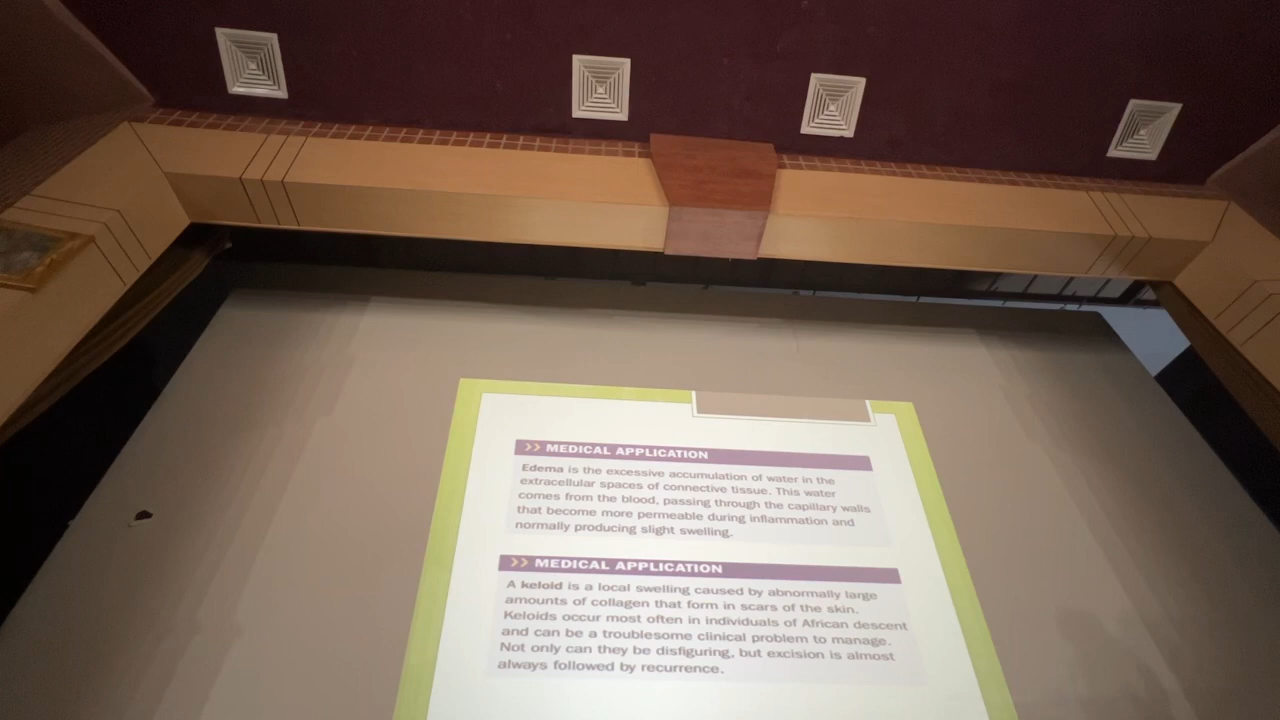 >> MEDICAL APPLICATION
Edema is the excessive accumulation of water in the
extracellular spaces of connective tissue. This water
comes from the blood, passing through the capillary walls
that become more permeable during inflammation and
normally producing slight swelling.
>> MEDICAL APPLICATION
A keloid is a local swelling caused by abnormally large
amounts of collagen that form in scars of the skin.
Keloids occur most often in individuals of African descent
and can be a troublesome clinical problem to manage.
Not only can they be disfiguring, but excision is almost
always followed by recurrence.